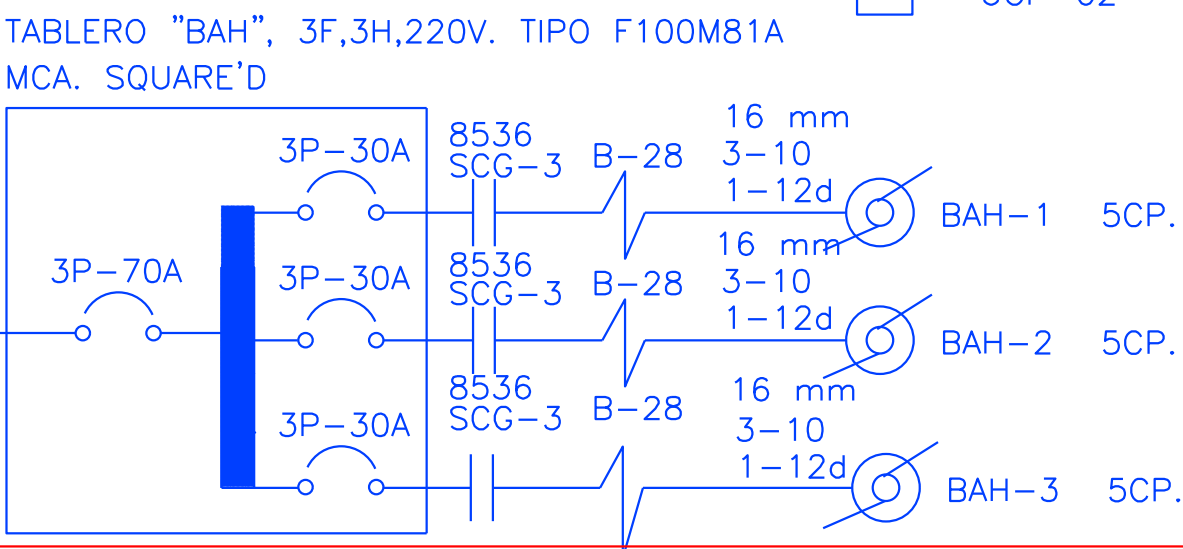 TABLERO "BAH", 3F,3H,220V. TIPO F100M81A
MCA. SQUARE'D
3P-70A
3P-30A
8536
SCG-3
B-28
16 mm
3-10
1-12d
BAH-1 5CP.
3P-30A
8536
SCG-3
B-28
16 mm
3-10
1-12d
BAH-2 5CP.
3P-30A
8536
SCG-3
B-28
16 mm
3-10
1-12d
BAH-3 5CP.